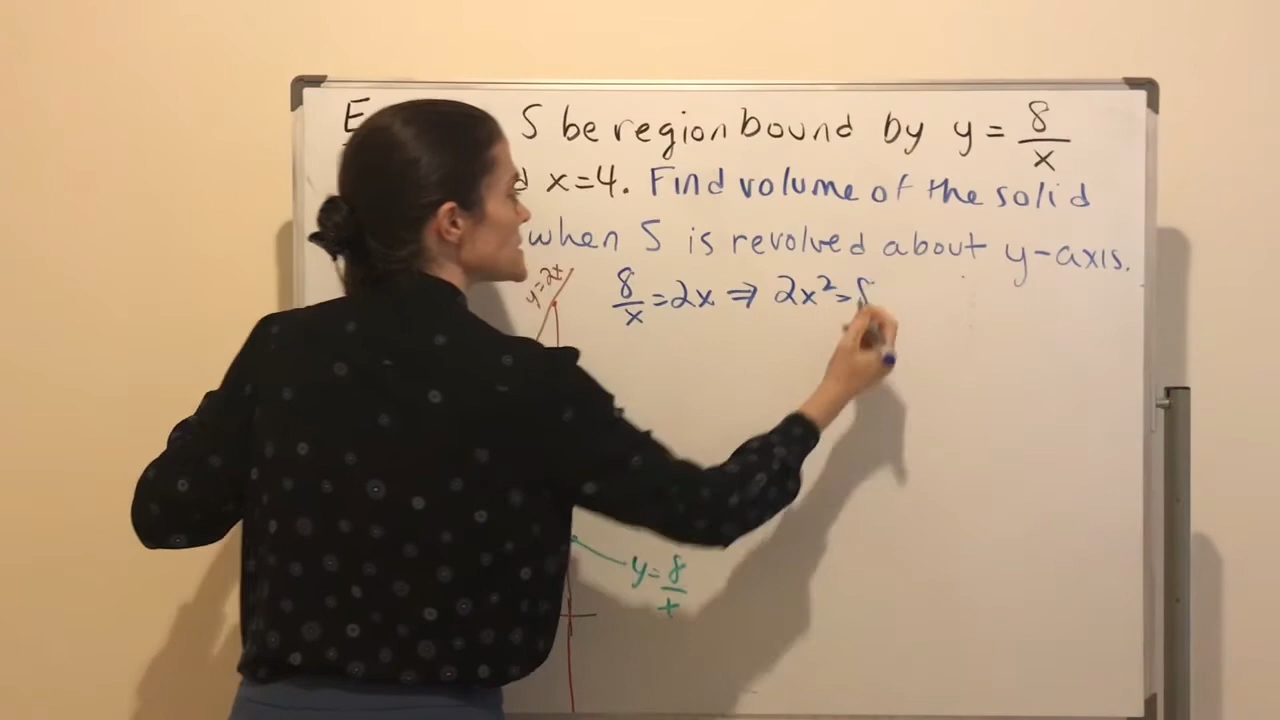 S be region bound by y = 8/x
x=4. Find volume of the solid
when S is revolved about y-axis.
y=2x
8/x = 2x ⇒ 2x² = 8
y = 8/x